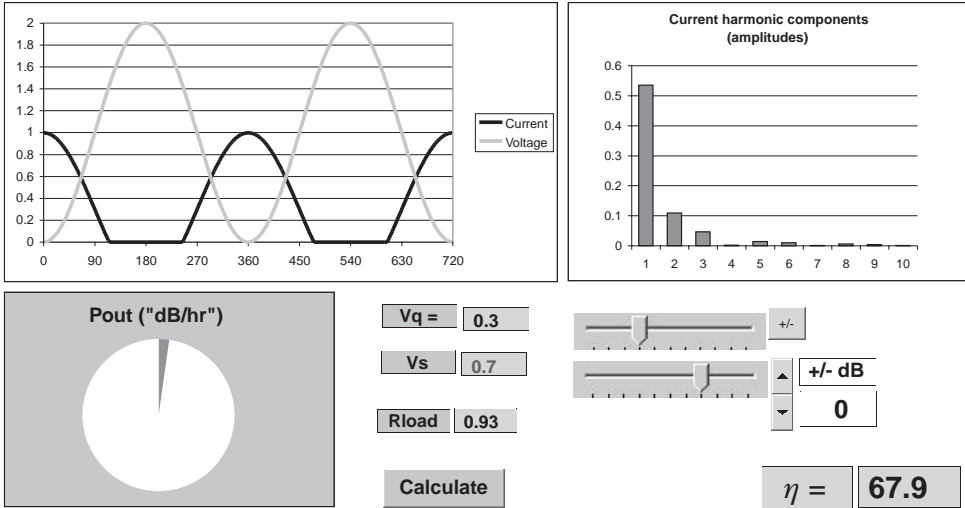 2
1.8
1.6
1.4
1.2
1
0.8
0.6
0.4
0.2
0
0 90 180 270 360 450 540 630 720
Current
Voltage
Current harmonic components
(amplitudes)
0.6
0.5
0.4
0.3
0.2
0.1
0
1 2 3 4 5 6 7 8 9 10
Pout ("dB/hr")
Vq = 0.3
Vs 0.7
Rload 0.93
Calculate
+/-
+/- dB
0
η = 67.9